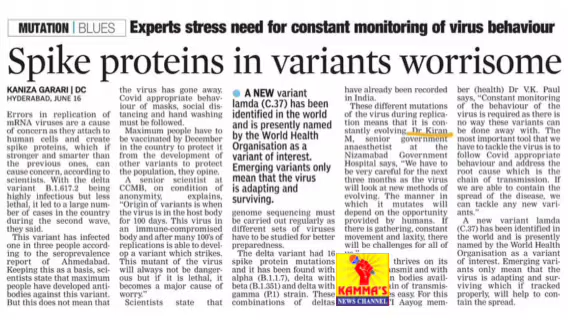 MUTATION | BLUES Experts stress need for constant monitoring of virus behaviour
Spike proteins in variants worrisome
KANIZA GARARI | DC
HYDERABAD, JUNE 16
Errors in replication of
mRNA viruses are a cause
of concern as they attach to
human cells and create
spike proteins, which if
stronger and smarter than
the previous ones, can
cause concern, according to
scientists. With the delta
variant B.1.617.2 being
highly infectious but less
lethal, it led to a large num-
ber of cases in the country
during the second wave,
they said.
This variant has infected
one in three people accord-
ing to the seroprevalence
report of Ahmedabad.
Keeping this as a basis, sci-
entists state that maximum
people have developed anti-
bodies against this variant.
But this does not mean that
the virus has gone away.
Covid appropriate behav-
iour of masks, social dis-
tancing and hand washing
must be followed.
Maximum people have to
be vaccinated by December
in the country to protect it
from the development of
other variants to protect
the population, they opine.
A senior scientist at
CCMB, on condition of
anonymity, explains,
"Origin of variants is when
the virus is in the host body
for 100 days. This virus in
an immune-compromised
body and after many 100's of
replications is able to devel-
op a variant which strikes.
This mutant of the virus
will always not be danger-
ous but if it is lethal, it
becomes a major cause of
worry."
Scientists state that
A NEW variant
lamda (C.37) has been
identified in the world
and is presently named
by the World Health
Organisation as a
variant of interest.
Emerging variants only
mean that the virus
is adapting and
surviving.
genome sequencing must
be carried out regularly as
different sets of viruses
have to be studied for better
preparedness.
The delta variant had 16
spike protein mutations
and it has been found with
alpha (B.1.1.7), delta with
beta (B.1.351) and delta with
gamma (P.1) strain. These
combinations of deltas
have already been recorded
in India.
These different mutations
of the virus during replica-
tion means that it is con-
stantly evolving. Dr Kiran
M, senior government
anaesthetist at the
Nizamabad Government
Hospital says, "We have to
be very careful for the next
three months as the virus
will look at new methods of
evolving. The manner in
which it mutates will
depend on the opportunity
provided by humans. If
there is gathering, constant
movement and laxity, there
will be challenges for all of
thrives on its
nsmit and with
n bodies avail-
in of transmis-
s easy. For this
I Aayog mem-
KAMMA'S
NEWS CHANNEL
ber (health) Dr V.K. Paul
says, "Constant monitoring
of the behaviour of the
virus is required as there is
no way these variants can
be done away with. The
most important tool that we
have to tackle the virus is to
follow Covid appropriate
behaviour and address the
root cause which is the
chain of transmission. If
we are able to contain the
spread of the disease, we
can tackle any new vari-
ants."
A new variant lamda
(C.37) has been identified in
the world and is presently
named by the World Health
Organisation as a variant
of interest. Emerging vari-
ants only mean that the
virus is adapting and sur-
viving which if tracked
properly, will help to con-
tain the spread.